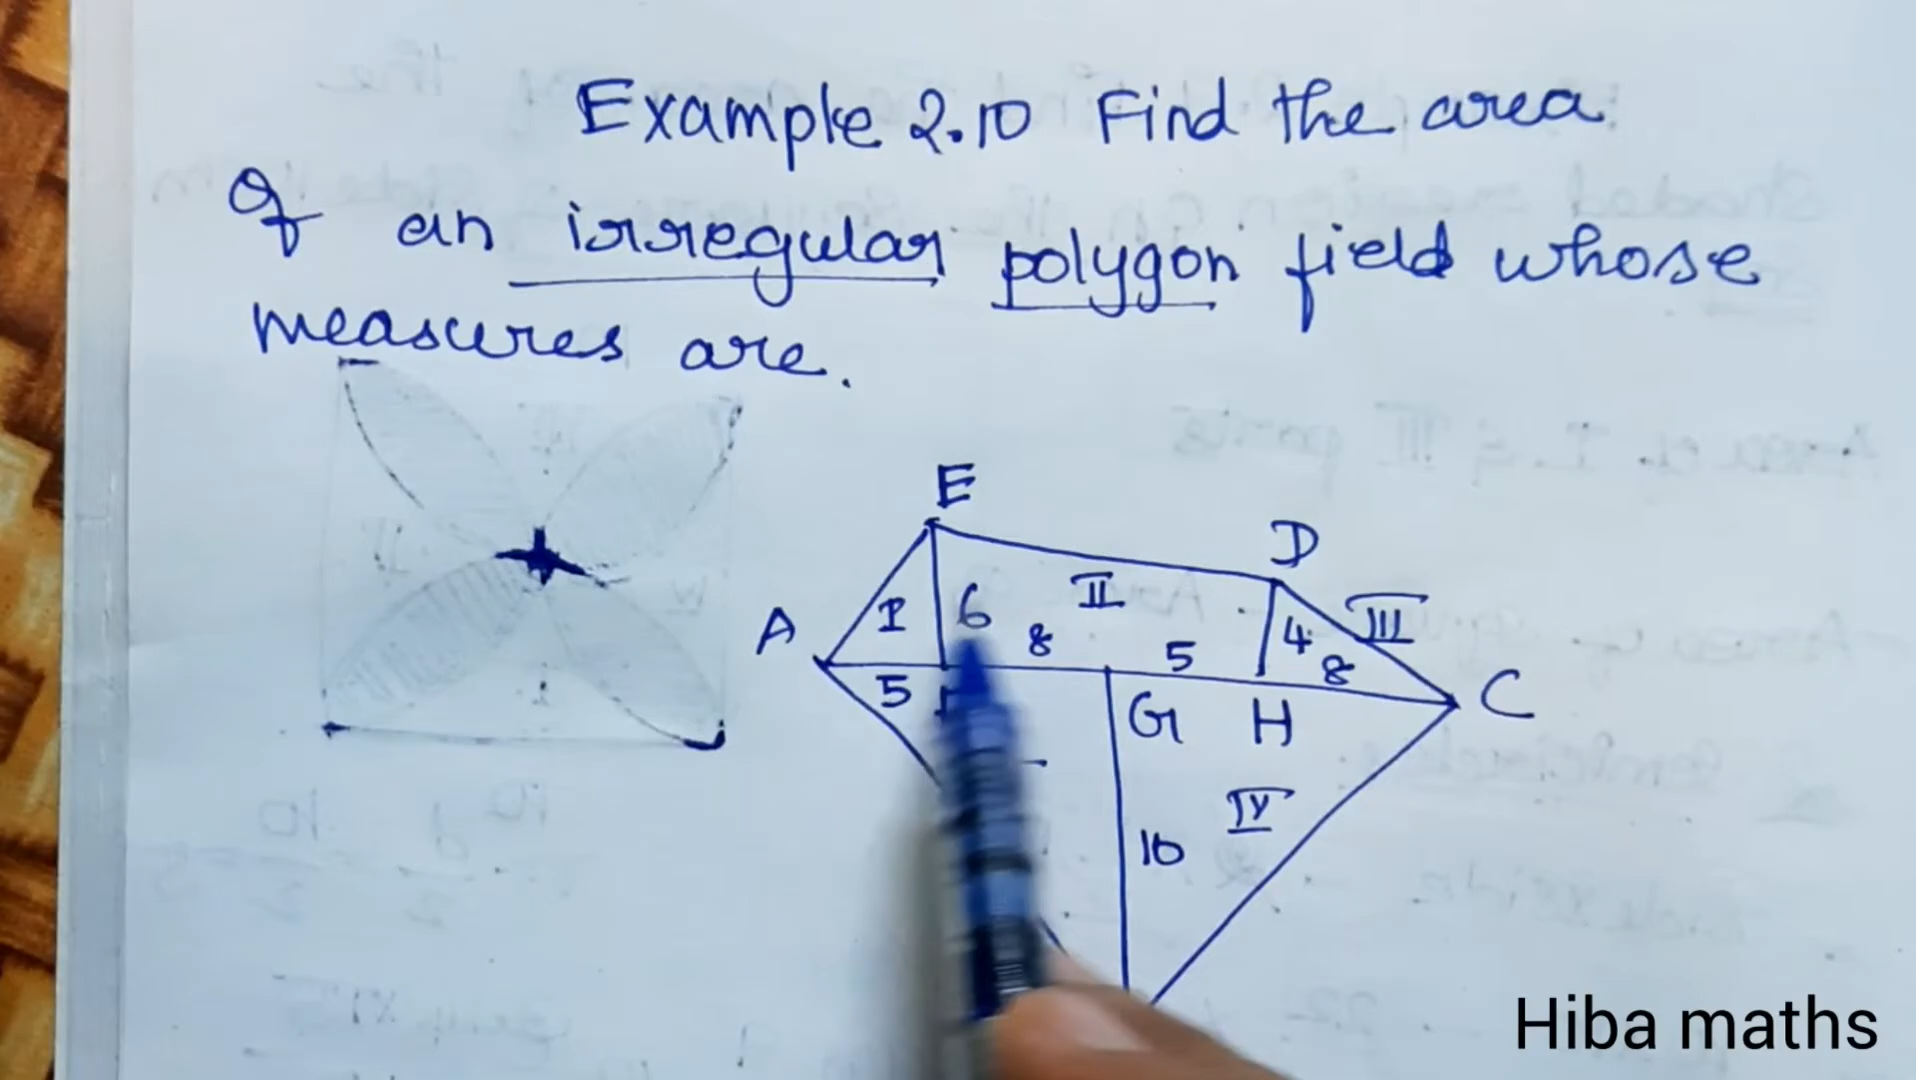 Example 2.10 Find the area
Of an irregular polygon field whose
measures are.
E
D
II
III
I
6
4
A
8
5
8
5
G
H
C
IV
10
Hiba maths